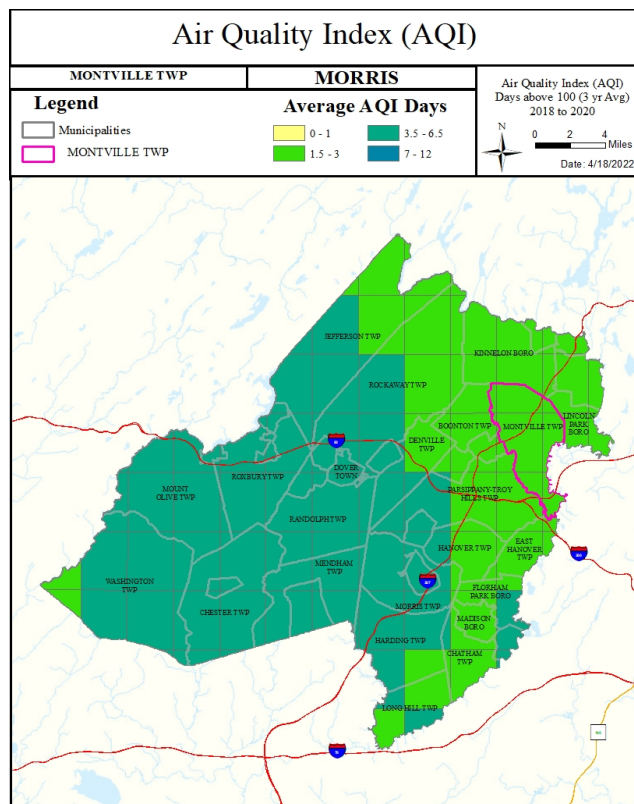 Air Quality Index (AQI)
MONTVILLE TWP
MORRIS
Legend
Municipalities
MONTVILLE TWP
Average AQI Days
0 - 1
1.5 - 3
3.5 - 6.5
7 - 12
Air Quality Index (AQI)
Days above 100 (3 yr Avg)
2018 to 2020
N
0 2 4
Miles
Date: 4/18/2022
JEFFERSON TWP
KINNELON BORO
ROCKAWAY TWP
LINCOLN
PARK
BORO
BOONTON TWP
MONTVILLE TWP
DENVILLE
TWP
DOVER
TOWN
ROXBURY TWP
MOUNT
OLIVE TWP
PARSIPPANY-TROY
HILLS TWP
RANDOLPH TWP
HANOVER TWP
EAST
HANOVER
TWP
MENDHAM
TWP
WASHINGTON
TWP
FLORHAM
PARK BORO
CHESTER TWP
MORRIS TWP
MADISON
BORO
HARDING TWP
CHATHAM
TWP
LONG HILL TWP